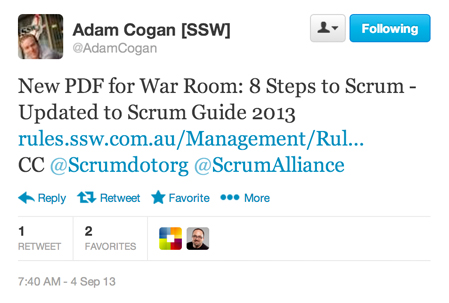 Adam Cogan [SSW]
@AdamCogan
Following
New PDF for War Room: 8 Steps to Scrum -
Updated to Scrum Guide 2013
rules.ssw.com.au/Management/Rul...
CC @Scrumdotorg @ScrumAlliance
Reply Retweet Favorite More
1 2
RETWEET FAVORITES
7:40 AM - 4 Sep 13